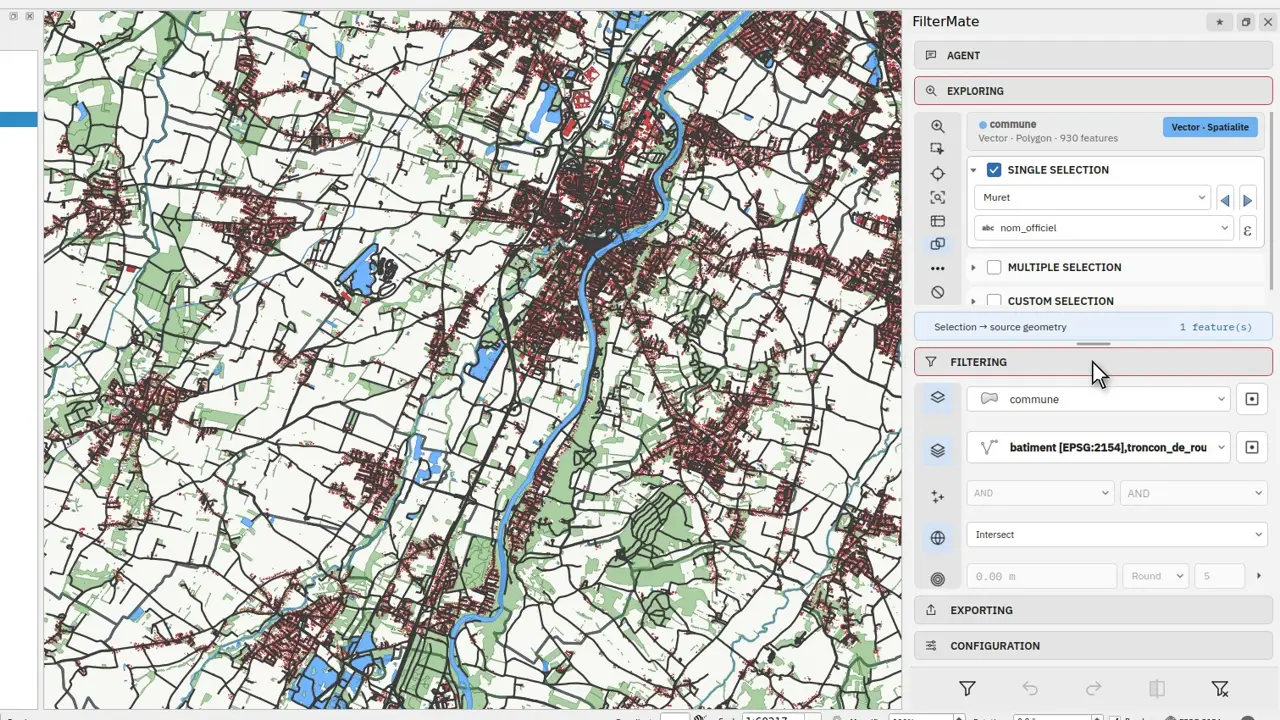 FilterMate
AGENT
EXPLORING
commune
Vector - Polygon - 930 features
Vector - Spatialite
SINGLE SELECTION
Muret
abc nom_officiel
ε
MULTIPLE SELECTION
CUSTOM SELECTION
Selection → source geometry 1 feature(s)
FILTERING
commune
batiment [EPSG:2154],troncon_de_rou
AND AND
Intersect
0.00 m Round 5
EXPORTING
CONFIGURATION